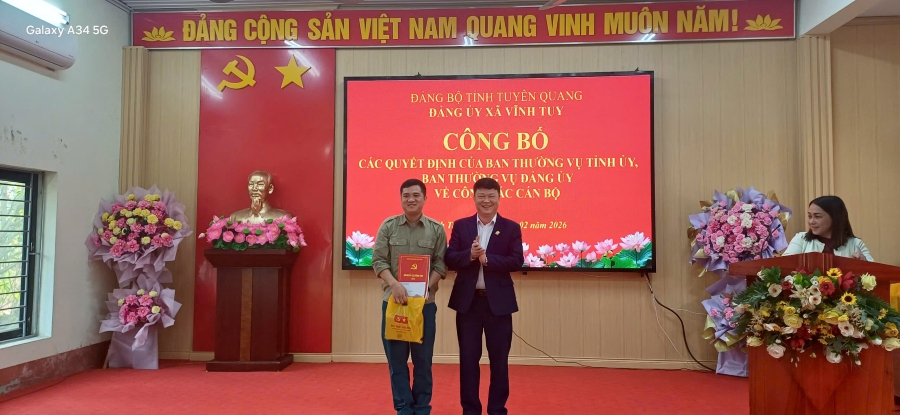 Galaxy A34 5G
ĐẢNG CỘNG SẢN VIỆT NAM QUANG VINH MUÔN NĂM!
ĐẢNG BỘ TỈNH TUYÊN QUANG
ĐẢNG ỦY XÃ VĨNH TUY
CÔNG BỐ
CÁC QUYẾT ĐỊNH CỦA BAN THƯỜNG VỤ TỈNH ỦY,
BAN THƯỜNG VỤ ĐẢNG ỦY
VỀ CÁN BỘ
02 năm 2026